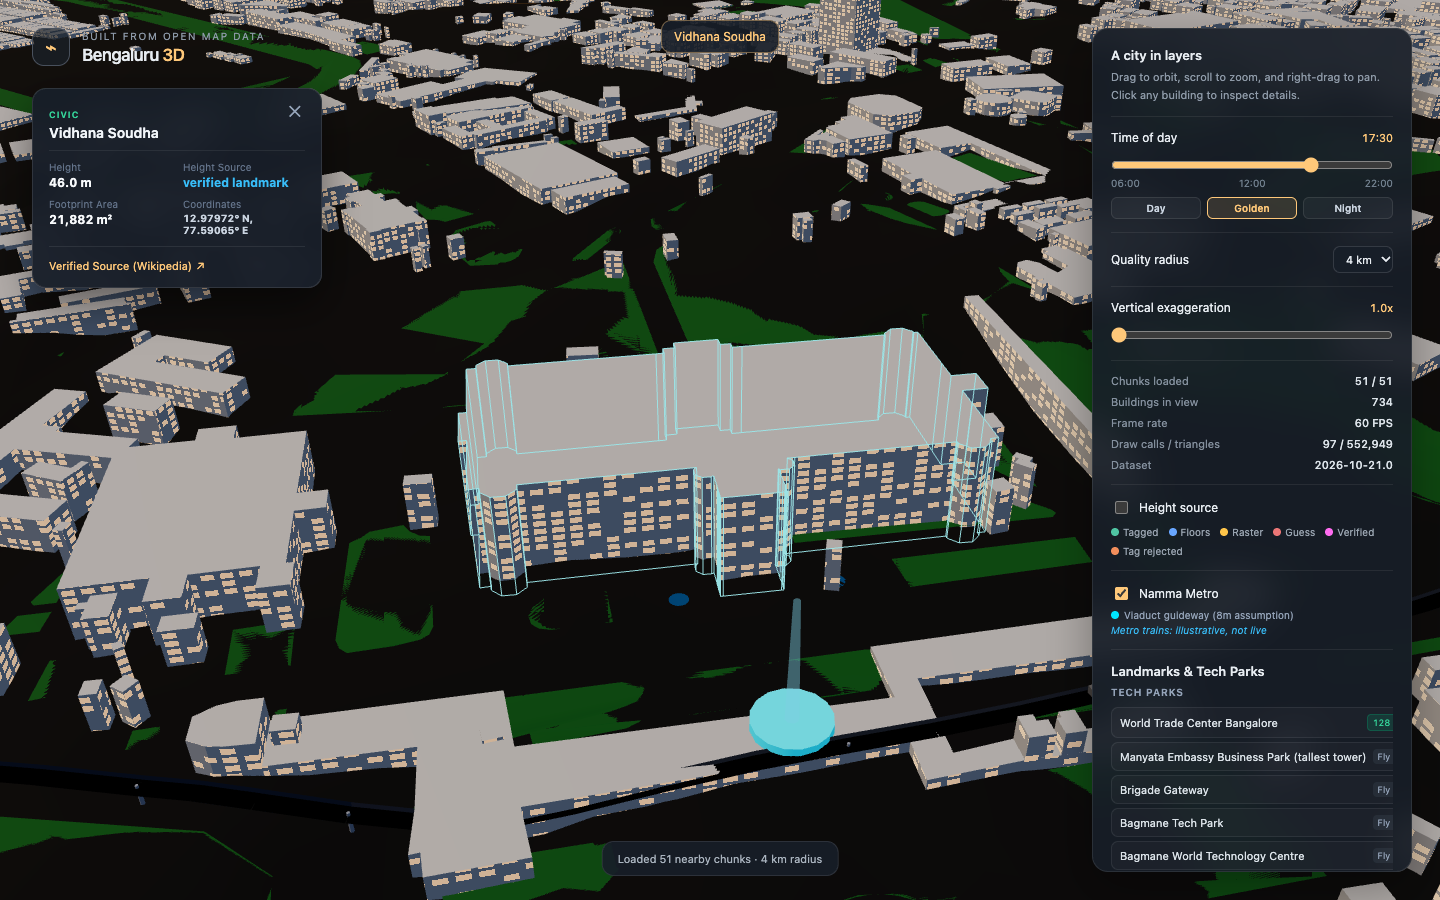 BUILT FROM OPEN MAP DATA
Bengaluru 3D
Vidhana Soudha
CIVIC
Vidhana Soudha
Height
46.0 m
Height Source
verified landmark
Footprint Area
21,882 m²
Coordinates
12.97972° N,
77.59065° E
Verified Source (Wikipedia) ↗
A city in layers
Drag to orbit, scroll to zoom, and right-drag to pan.
Click any building to inspect details.
Time of day 17:30
06:00 12:00 22:00
Day Golden Night
Quality radius 4 km
Vertical exaggeration 1.0x
Chunks loaded 51 / 51
Buildings in view 734
Frame rate 60 FPS
Draw calls / triangles 97 / 552,949
Dataset 2026-10-21.0
Height source
Tagged Floors Raster Guess Verified
Tag rejected
Namma Metro
Viaduct guideway (8m assumption)
Metro trains: illustrative, not live
Landmarks & Tech Parks
TECH PARKS
World Trade Center Bangalore 128
Manyata Embassy Business Park (tallest tower) Fly
Brigade Gateway Fly
Bagmane Tech Park Fly
Bagmane World Technology Centre Fly
Loaded 51 nearby chunks · 4 km radius